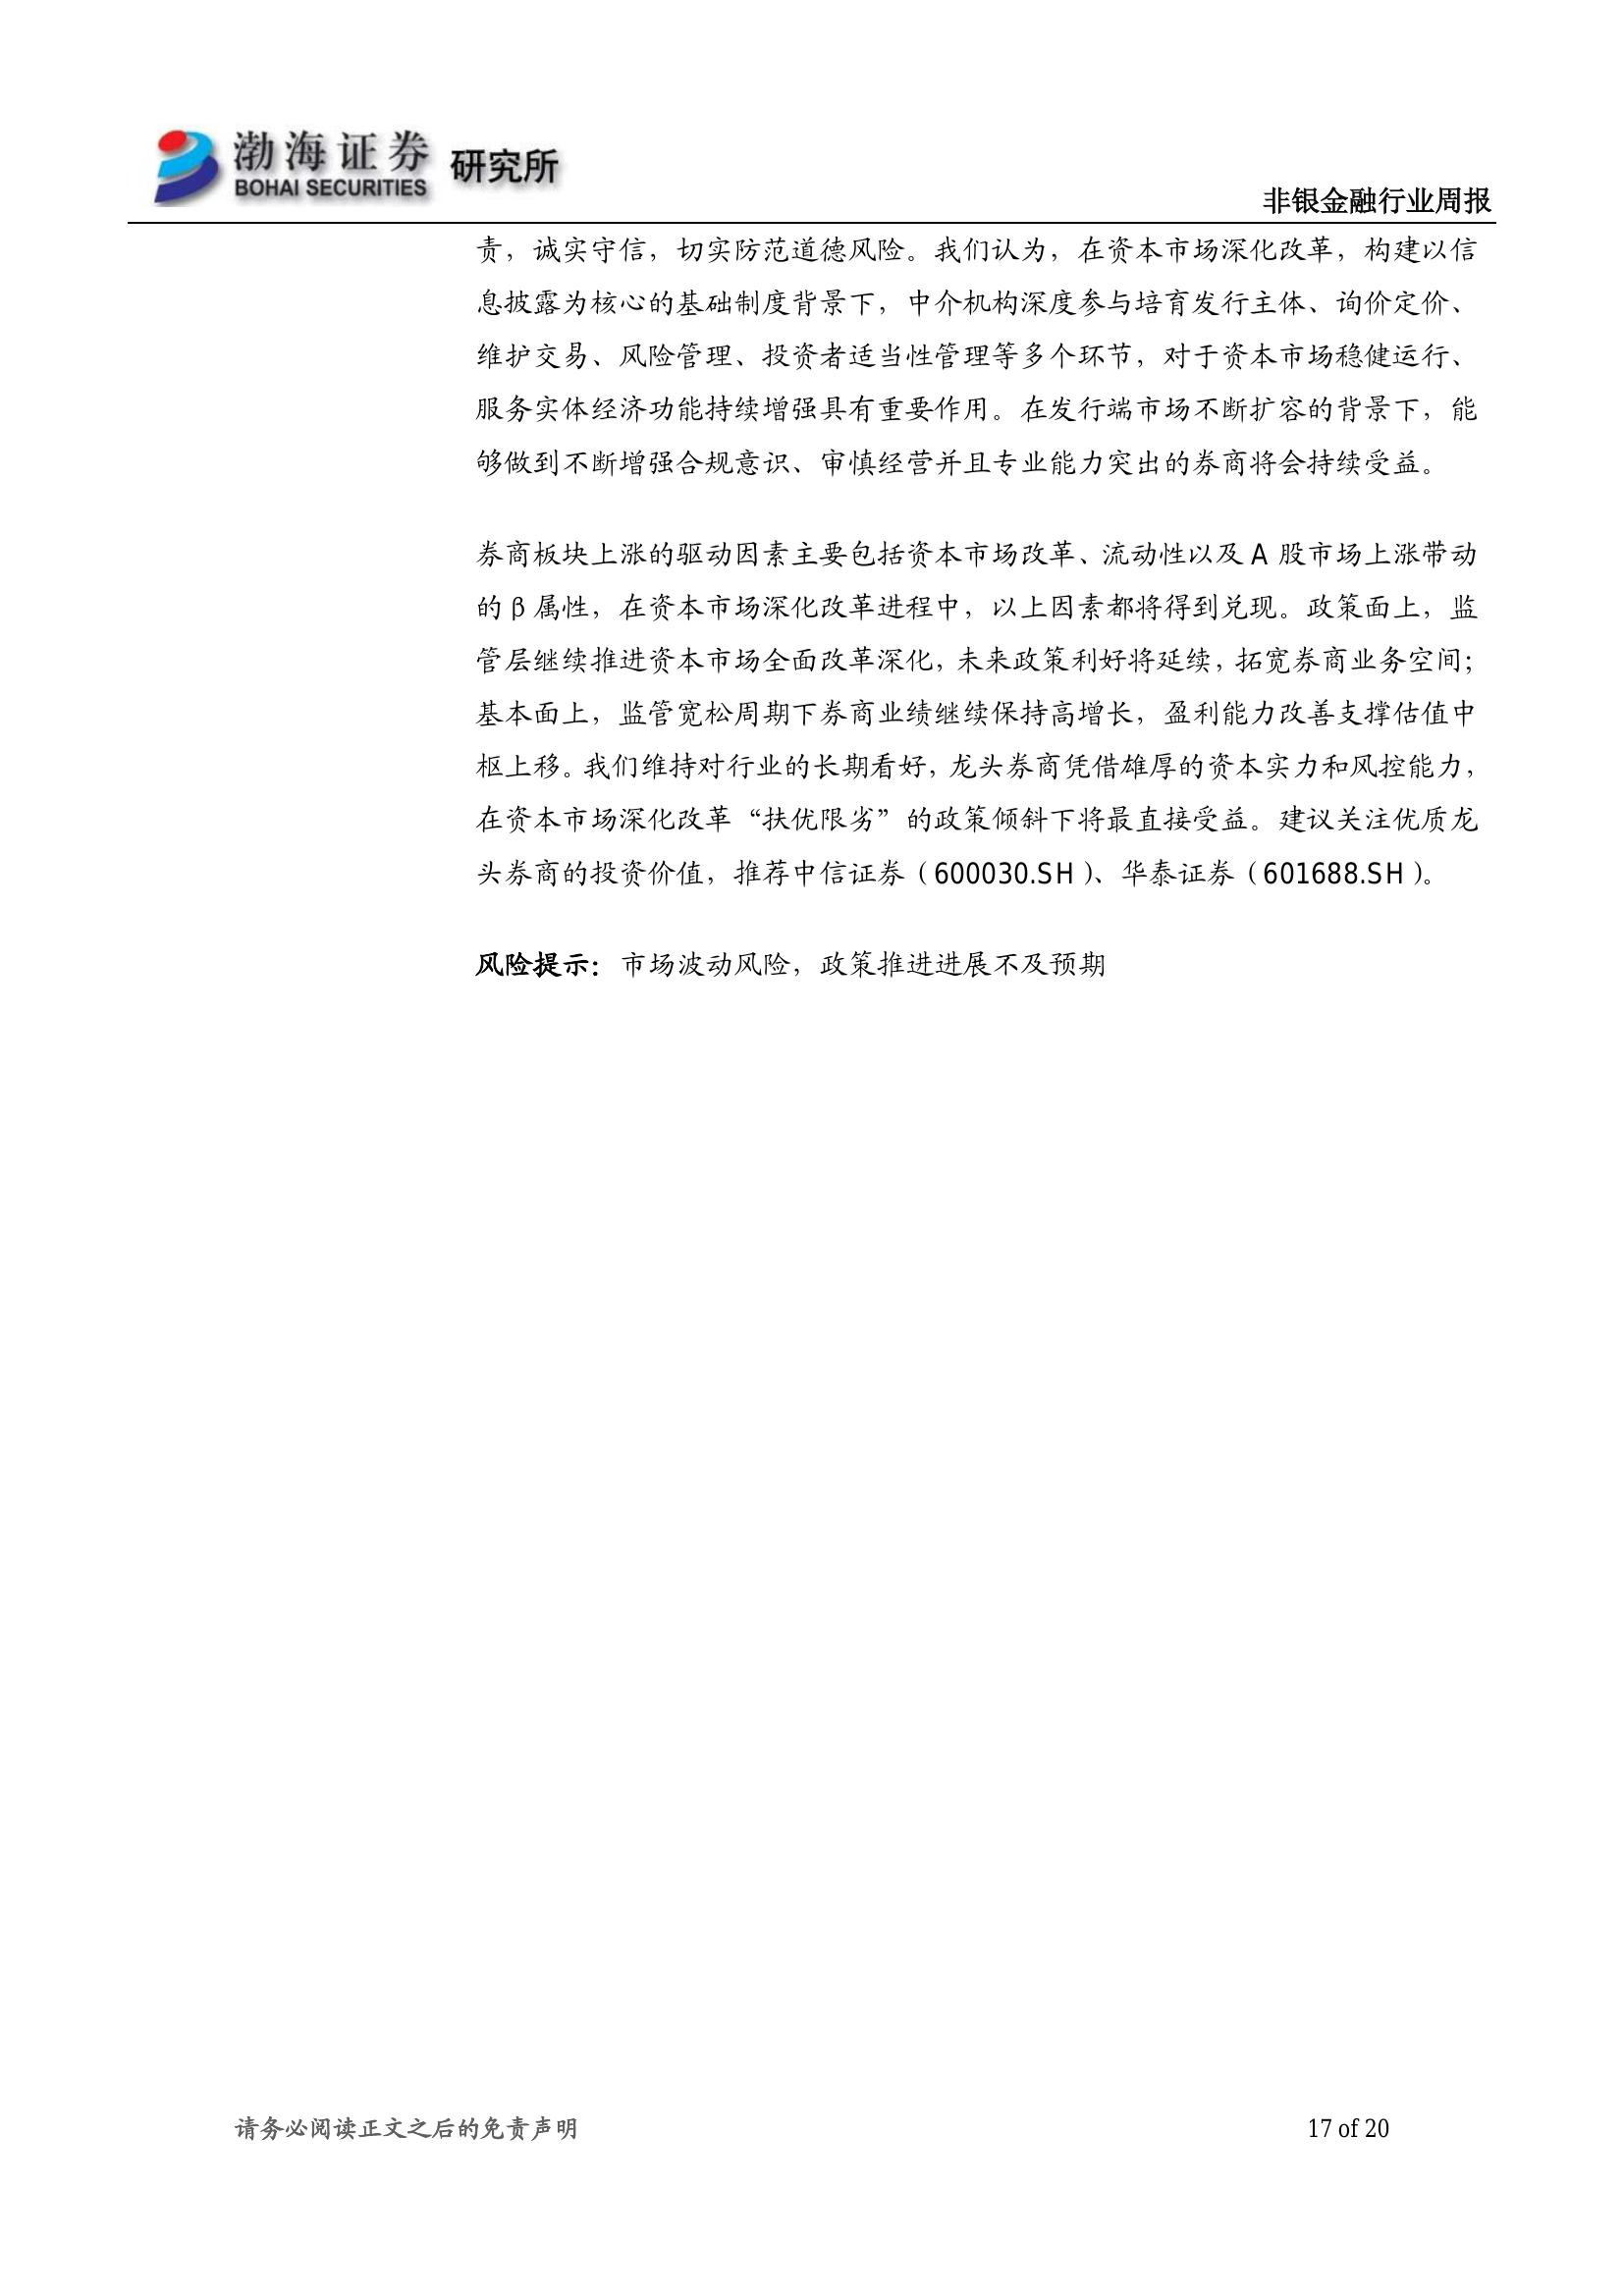 渤海证券
BOHAI SECURITIES
研究所
非银金融行业周报
责，诚实守信，切实防范道德风险。我们认为，在资本市场深化改革，构建以信
息披露为核心的基础制度背景下，中介机构深度参与培育发行主体、询价定价、
维护交易、风险管理、投资者适当性管理等多个环节，对于资本市场稳健运行、
服务实体经济功能持续增强具有重要作用。在发行端市场不断扩容的背景下，能
够做到不断增强合规意识、审慎经营并且专业能力突出的券商将会持续受益。
券商板块上涨的驱动因素主要包括资本市场改革、流动性以及 A 股市场上涨带动
的 β 属性，在资本市场深化改革进程中，以上因素都将得到兑现。政策面上，监
管层继续推进资本市场全面改革深化，未来政策利好将延续，拓宽券商业务空间；
基本面上，监管宽松周期下券商业绩继续保持高增长，盈利能力改善支撑估值中
枢上移。我们维持对行业的长期看好，龙头券商凭借雄厚的资本实力和风控能力，
在资本市场深化改革“扶优限劣”的政策倾斜下将最直接受益。建议关注优质龙
头券商的投资价值，推荐中信证券（600030.SH）、华泰证券（601688.SH）。
风险提示：市场波动风险，政策推进进展不及预期
请务必阅读正文之后的免责声明
17 of 20